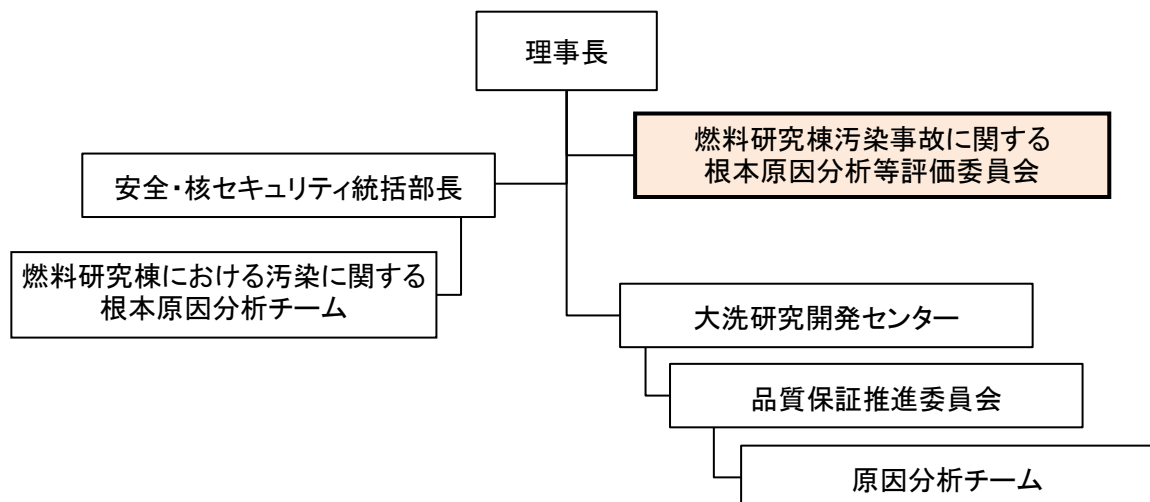 理事長
燃料研究棟汚染事故に関する
根本原因分析等評価委員会
安全・核セキュリティ統括部長
燃料研究棟における汚染に関する
根本原因分析チーム
大洗研究開発センター
品質保証推進委員会
原因分析チーム